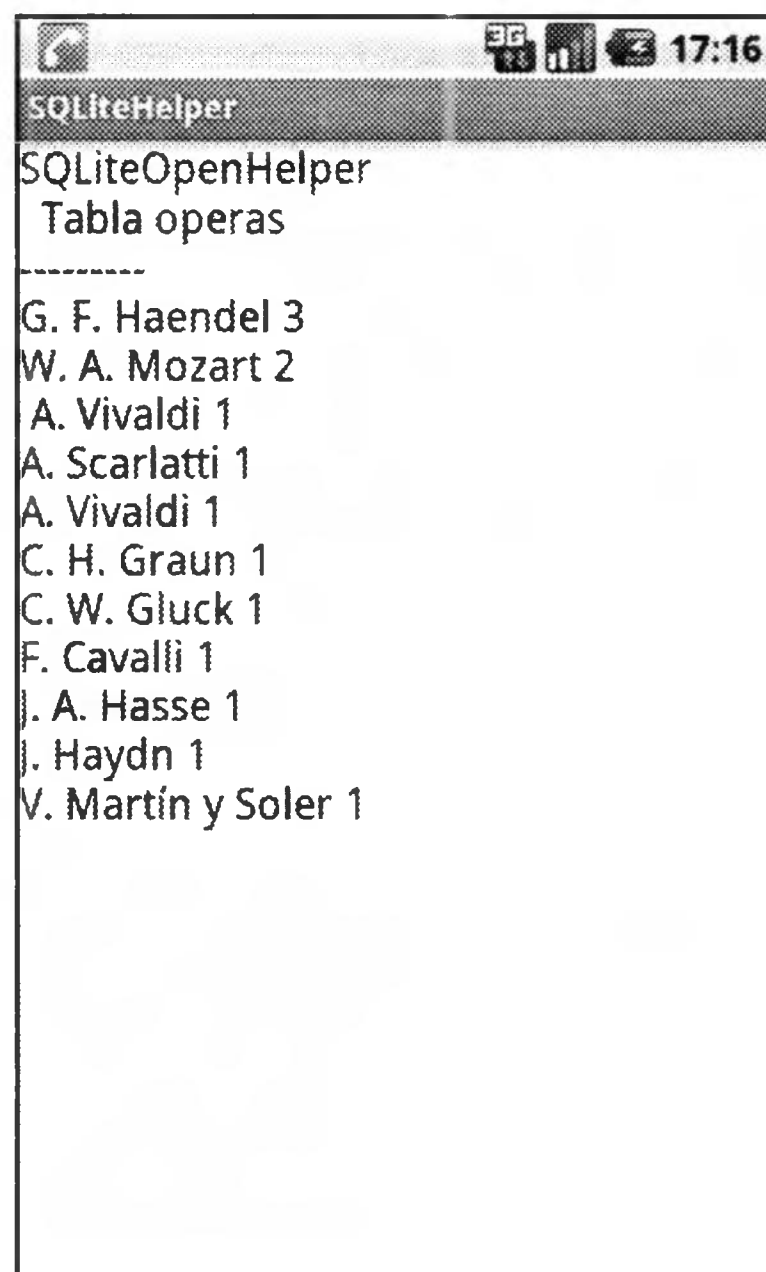 3G 17:16
SQLiteHelper
SQLiteOpenHelper
  Tabla operas
---------
G. F. Haendel 3
W. A. Mozart 2
 A. Vivaldi 1
A. Scarlatti 1
A. Vivaldi 1
C. H. Graun 1
C. W. Gluck 1
F. Cavalli 1
J. A. Hasse 1
J. Haydn 1
V. Martín y Soler 1